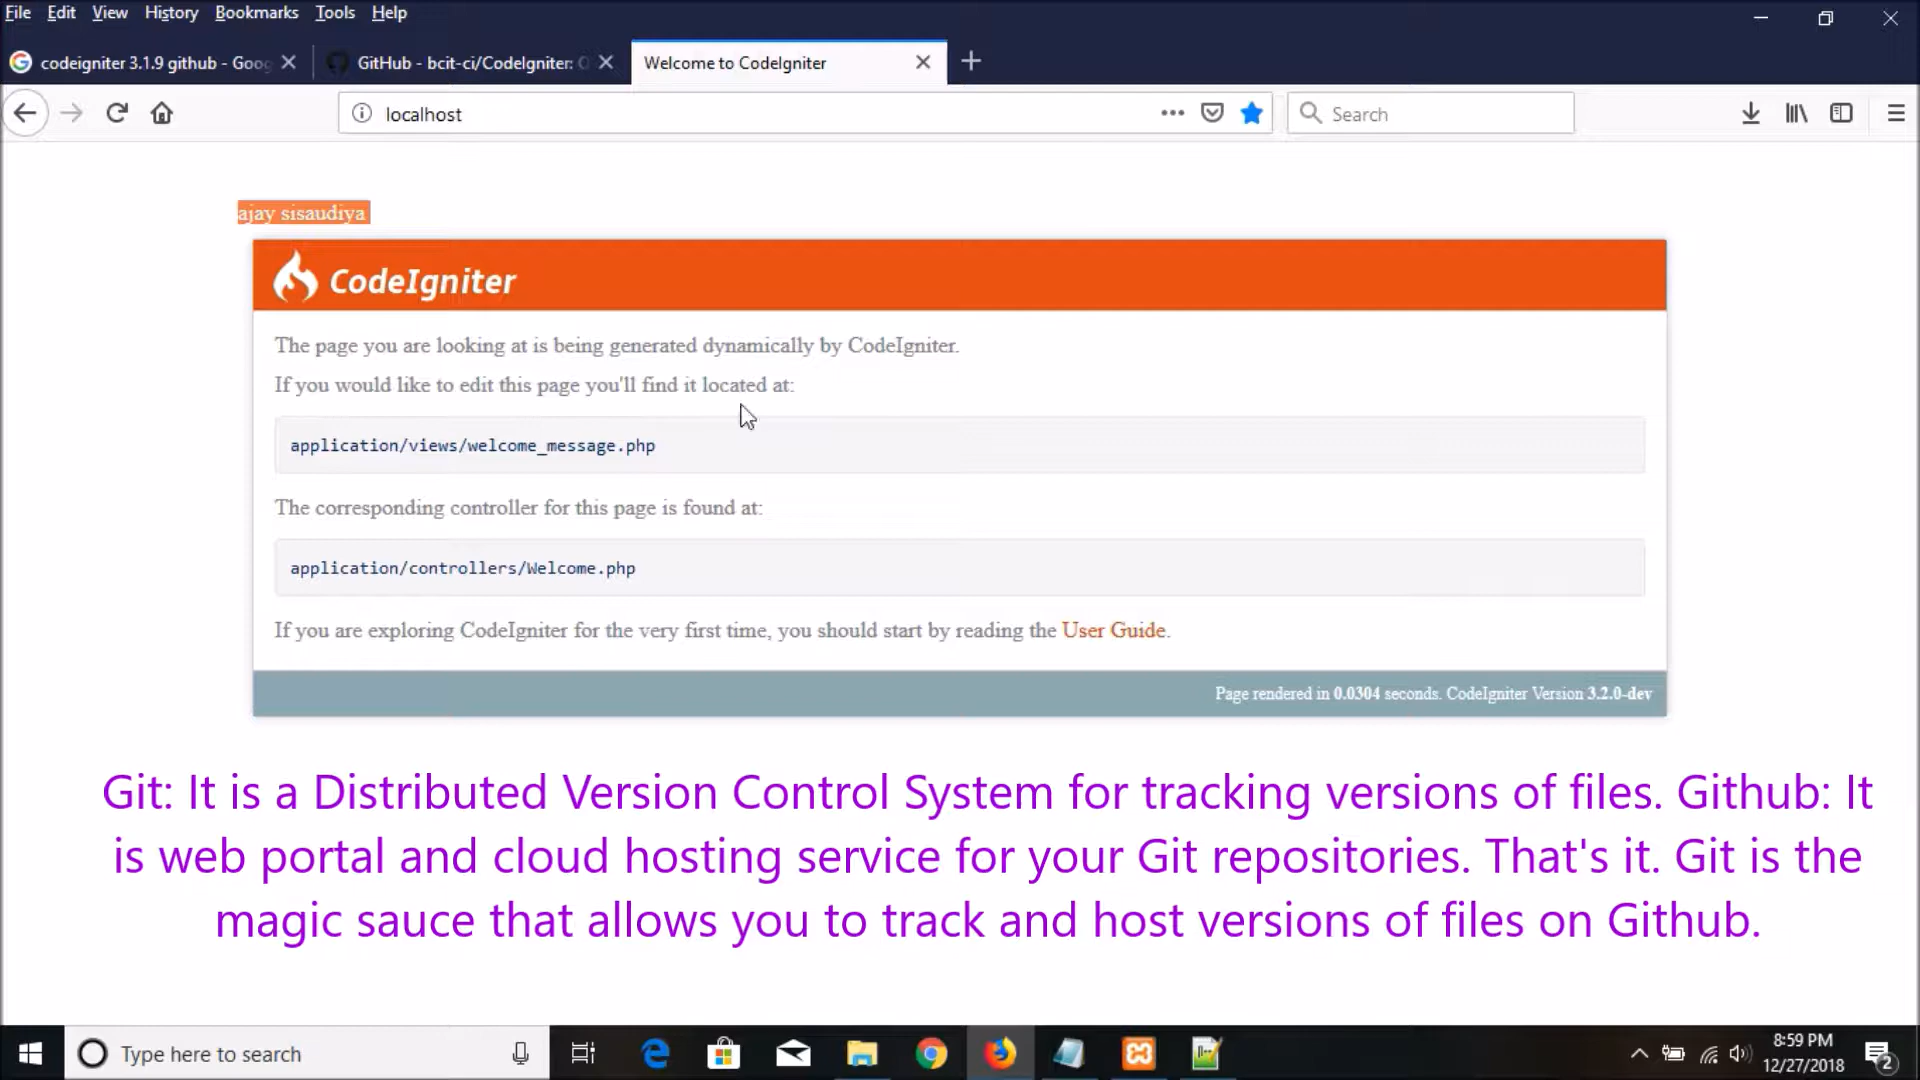 File Edit View History Bookmarks Tools Help
codeigniter 3.1.9 github - Goog
GitHub - bcit-ci/CodeIgniter: O
Welcome to CodeIgniter
localhost
Search
ajay sisaudiya
CodeIgniter
The page you are looking at is being generated dynamically by CodeIgniter.
If you would like to edit this page you'll find it located at:
application/views/welcome_message.php
The corresponding controller for this page is found at:
application/controllers/Welcome.php
If you are exploring CodeIgniter for the very first time, you should start by reading the User Guide.
Page rendered in 0.0304 seconds. CodeIgniter Version 3.2.0-dev
Git: It is a Distributed Version Control System for tracking versions of files. Github: It
is web portal and cloud hosting service for your Git repositories. That's it. Git is the
magic sauce that allows you to track and host versions of files on Github.
Type here to search
8:59 PM
12/27/2018
2